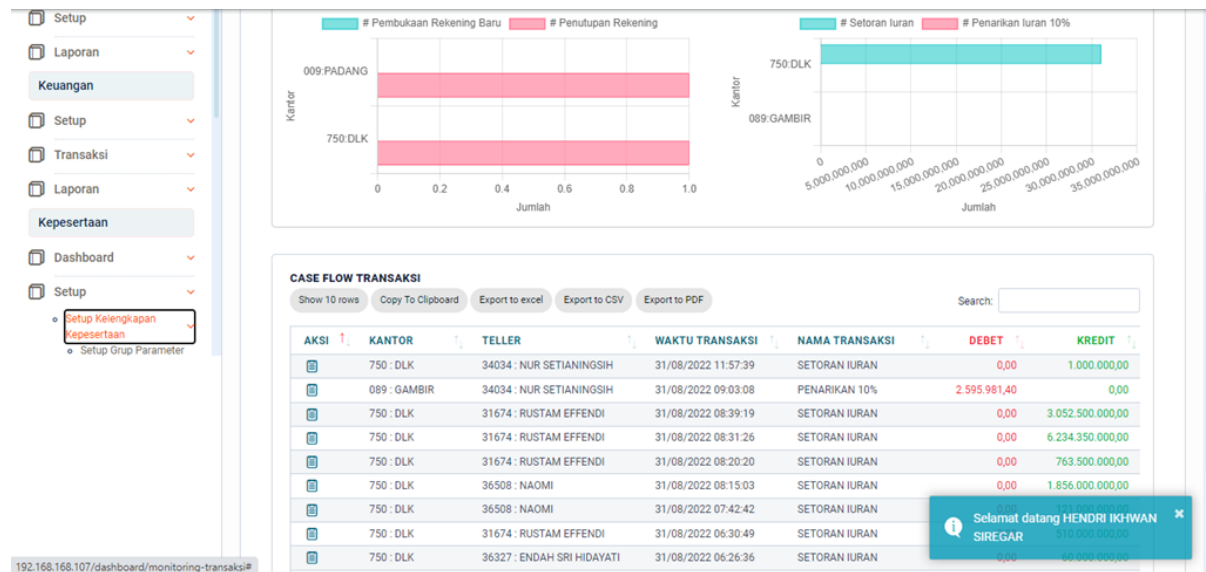 Setup
Laporan
Keuangan
Setup
Transaksi
Laporan
Kepesertaan
Dashboard
Setup
Setup Kelengkapan
Kepesertaan
Setup Grup Parameter
# Pembukaan Rekening Baru # Penutupan Rekening
Kantor
009:PADANG
750:DLK
0 0.2 0.4 0.6 0.8 1.0
Jumlah
# Setoran Iuran # Penarikan Iuran 10%
Kantor
750:DLK
089:GAMBIR
0 5.000.000.000 10.000.000.000 15.000.000.000 20.000.000.000 25.000.000.000 30.000.000.000 35.000.000.000
Jumlah
CASE FLOW TRANSAKSI
Show 10 rows Copy To Clipboard Export to excel Export to CSV Export to PDF Search:
AKSI KANTOR TELLER WAKTU TRANSAKSI NAMA TRANSAKSI DEBET KREDIT
750 : DLK 34034 : NUR SETIANINGSIH 31/08/2022 11:57:39 SETORAN IURAN 0,00 1.000.000,00
089 : GAMBIR 34034 : NUR SETIANINGSIH 31/08/2022 09:03:08 PENARIKAN 10% 2.595.981,40 0,00
750 : DLK 31674 : RUSTAM EFFENDI 31/08/2022 08:39:19 SETORAN IURAN 0,00 3.052.500.000,00
750 : DLK 31674 : RUSTAM EFFENDI 31/08/2022 08:31:26 SETORAN IURAN 0,00 6.234.350.000,00
750 : DLK 31674 : RUSTAM EFFENDI 31/08/2022 08:20:20 SETORAN IURAN 0,00 763.500.000,00
750 : DLK 36508 : NAOMI 31/08/2022 08:15:03 SETORAN IURAN 0,00 1.856.000.000,00
750 : DLK 36508 : NAOMI 31/08/2022 07:42:42 SETORAN IURAN
750 : DLK 31674 : RUSTAM EFFENDI 31/08/2022 06:30:49 SETORAN IURAN
750 : DLK 36327 : ENDAH SRI HIDAYATI 31/08/2022 06:26:36 SETORAN IURAN
Selamat datang HENDRI IKHWAN
SIREGAR
192.168.168.107/dashboard/monitoring-transaksi#